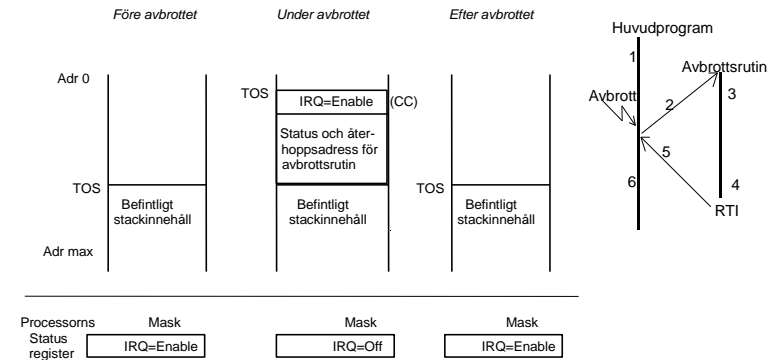 Före avbrottet
Under avbrottet
Efter avbrottet
Adr 0
TOS
Befintligt
stackinnehåll
Adr max
TOS
IRQ=Enable
(CC)
Status och åter-
hoppsadress för
avbrottsrutin
Befintligt
stackinnehåll
TOS
Befintligt
stackinnehåll
Huvudprogram
1
Avbrottsrutin
Avbrott
2
3
5
6
4
RTI
Processorns
Status
register
Mask
IRQ=Enable
Mask
IRQ=Off
Mask
IRQ=Enable